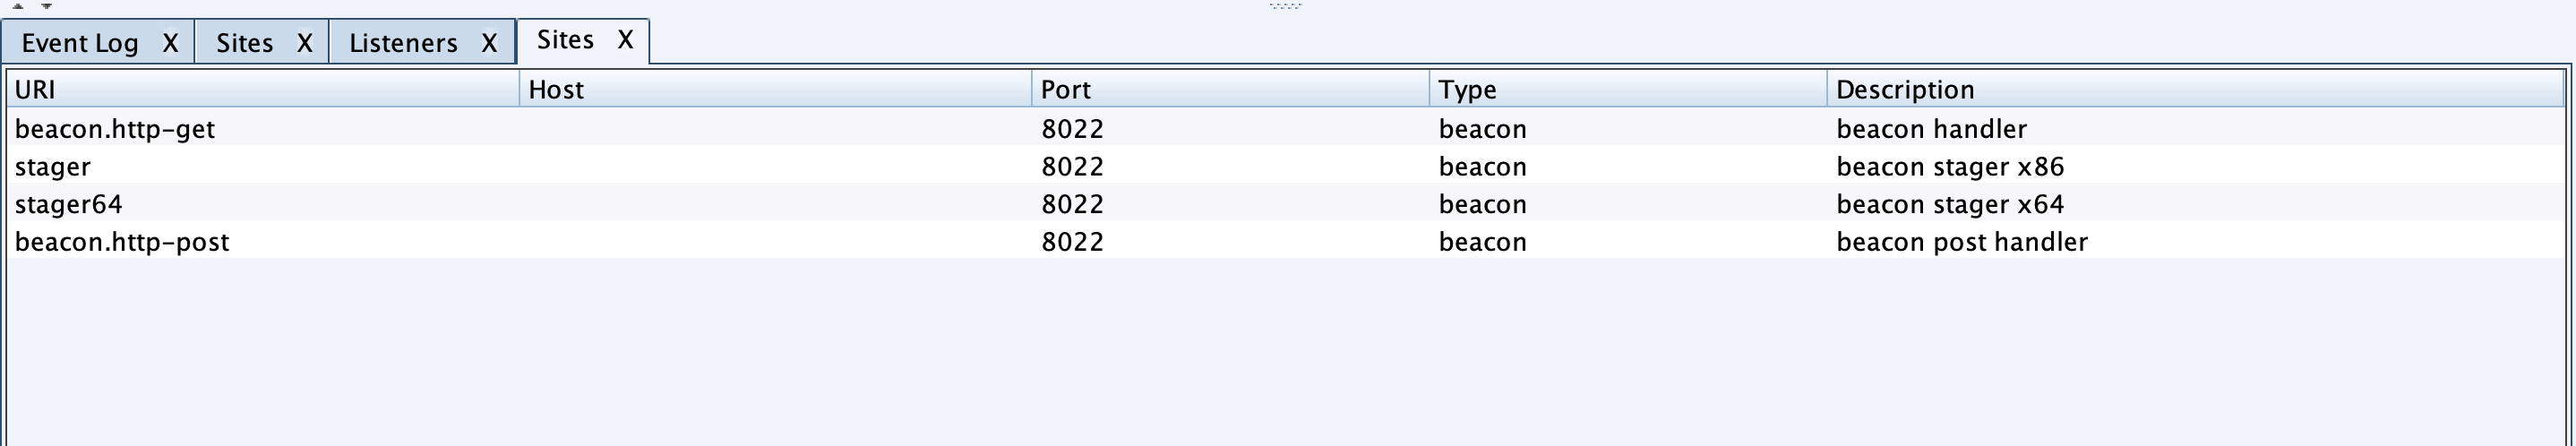 Event Log X Sites X Listeners X Sites X
URI Host Port Type Description
beacon.http-get 8022 beacon beacon handler
stager 8022 beacon beacon stager x86
stager64 8022 beacon beacon stager x64
beacon.http-post 8022 beacon beacon post handler